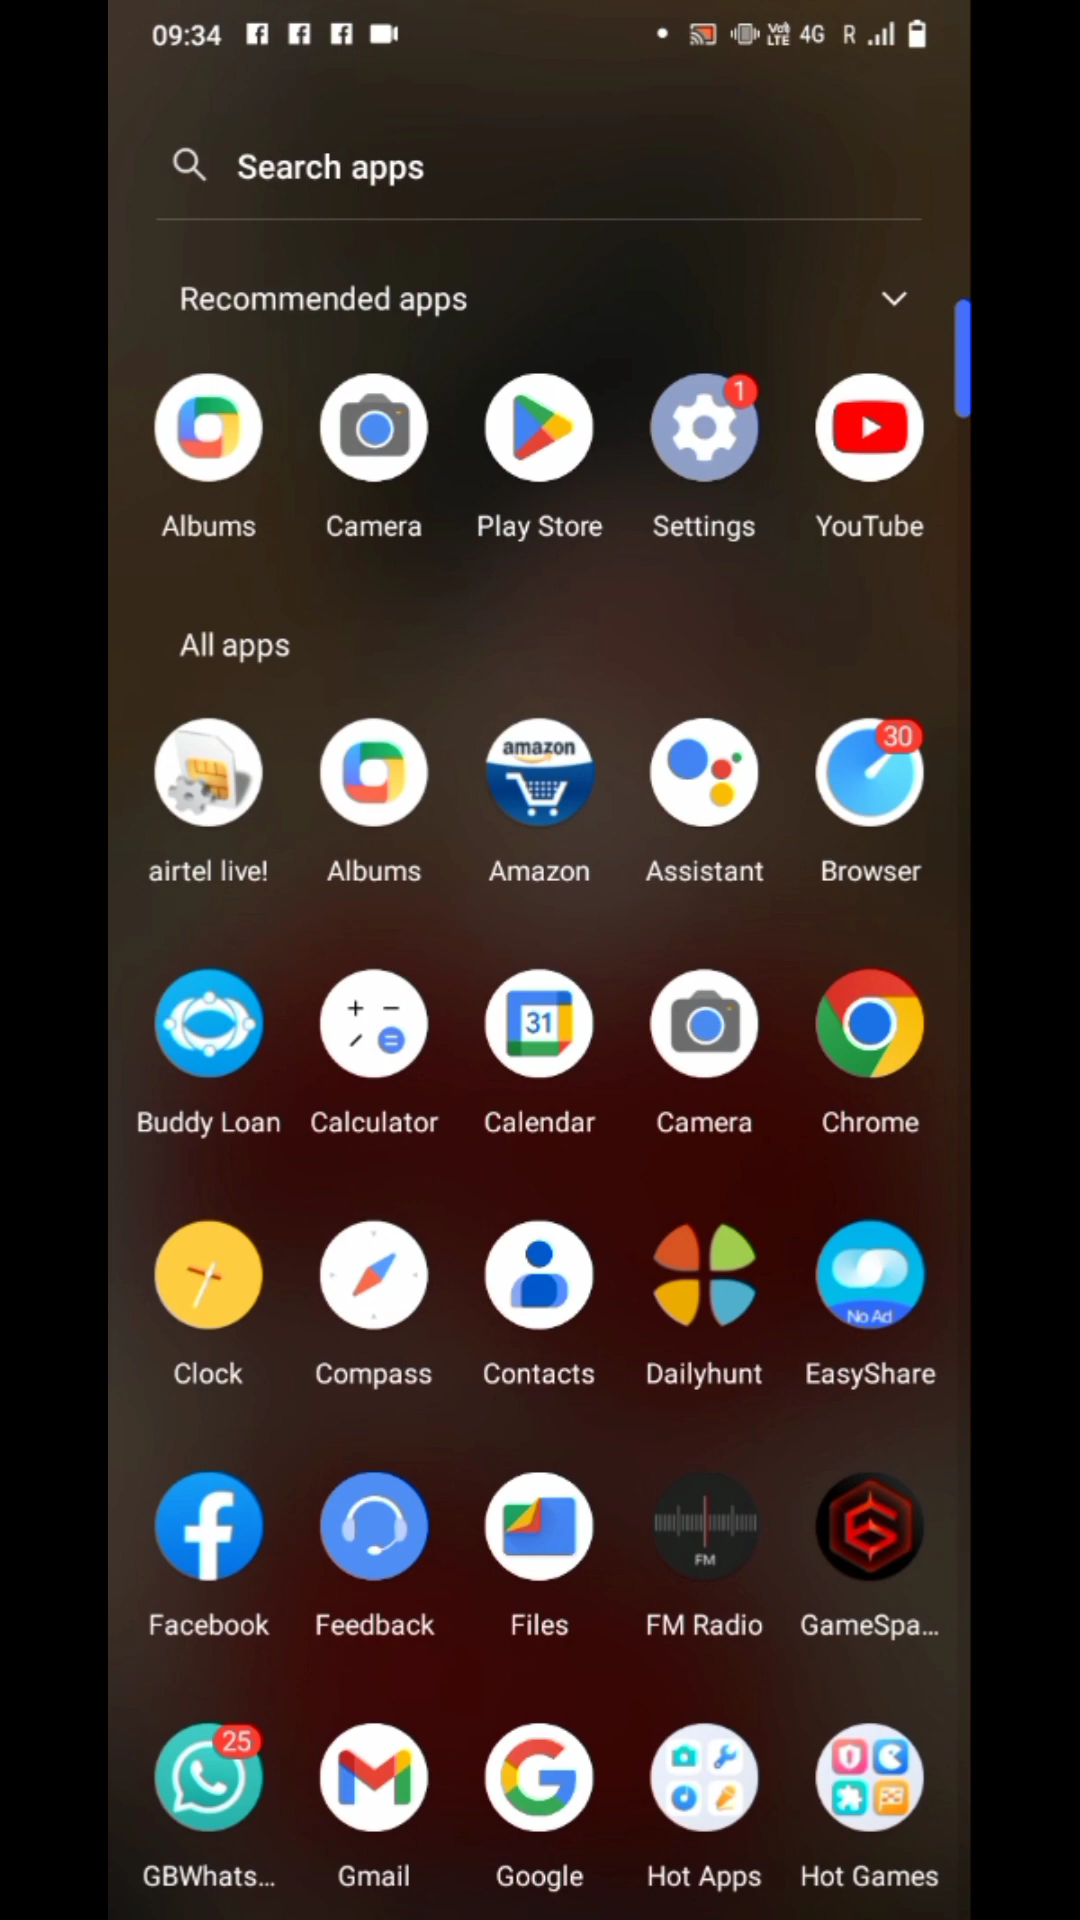 09:34 VoLTE 4G R
Search apps
Recommended apps
1
Albums Camera Play Store Settings YouTube
All apps
amazon 30
airtel live! Albums Amazon Assistant Browser
31
Buddy Loan Calculator Calendar Camera Chrome
No Ad
Clock Compass Contacts Dailyhunt EasyShare
FM
Facebook Feedback Files FM Radio GameSpa...
25
GBWhats... Gmail Google Hot Apps Hot Games